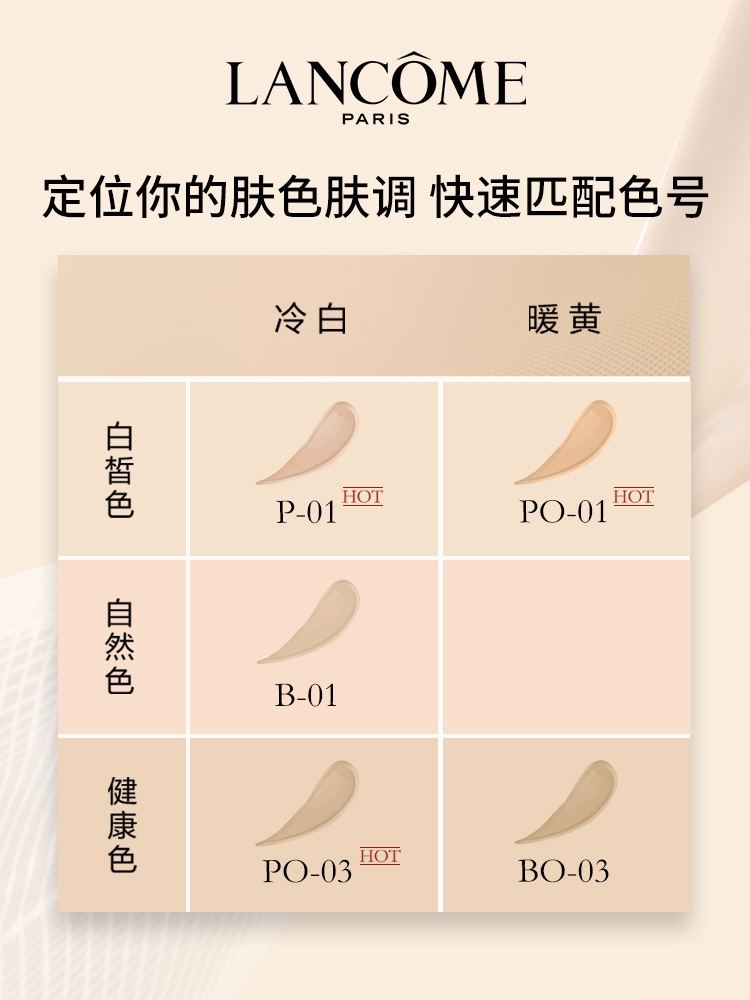 LANCÔME
PARIS
定位你的肤色肤调 快速匹配色号
冷白 暖黄
白皙色
P-01 HOT
PO-01 HOT
自然色
B-01
健康色
PO-03 HOT
BO-03